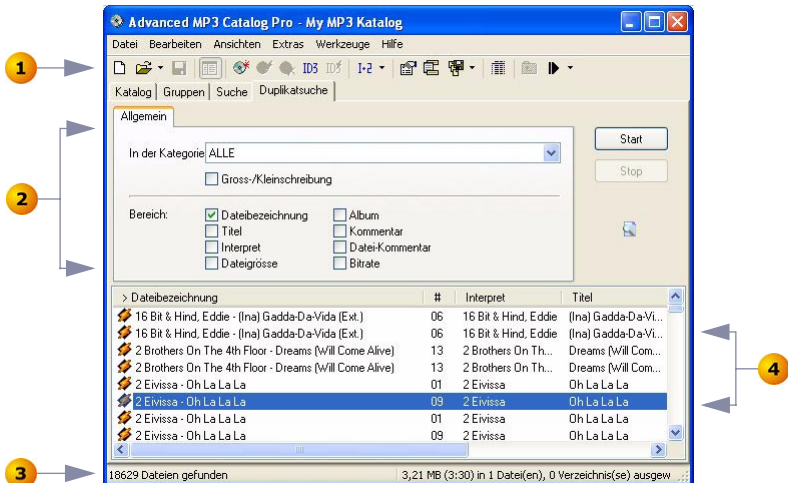 Advanced MP3 Catalog Pro - My MP3 Katalog
Datei Bearbeiten Ansichten Extras Werkzeuge Hilfe
1
ID3 ID3 I+2
Katalog Gruppen Suche Duplikatsuche
Allgemein
In der Kategorie ALLE
Start
Gross-/Kleinschreibung
Stop
2
Bereich: Dateibezeichnung Album
Titel Kommentar
Interpret Datei-Kommentar
Dateigrösse Bitrate
> Dateibezeichnung # Interpret Titel
16 Bit & Hind, Eddie - (Ina) Gadda-Da-Vida (Ext.) 06 16 Bit & Hind, Eddie (Ina) Gadda-Da-Vi...
16 Bit & Hind, Eddie - (Ina) Gadda-Da-Vida (Ext.) 06 16 Bit & Hind, Eddie (Ina) Gadda-Da-Vi...
2 Brothers On The 4th Floor - Dreams (Will Come Alive) 13 2 Brothers On Th... Dreams (Will Com...
2 Brothers On The 4th Floor - Dreams (Will Come Alive) 13 2 Brothers On Th... Dreams (Will Com...
4
2 Eivissa - Oh La La La 01 2 Eivissa Oh La La La
2 Eivissa - Oh La La La 09 2 Eivissa Oh La La La
2 Eivissa - Oh La La La 01 2 Eivissa Oh La La La
2 Eivissa - Oh La La La 09 2 Eivissa Oh La La La
3
18629 Dateien gefunden 3,21 MB (3:30) in 1 Datei(en), 0 Verzeichnis(se) ausgew